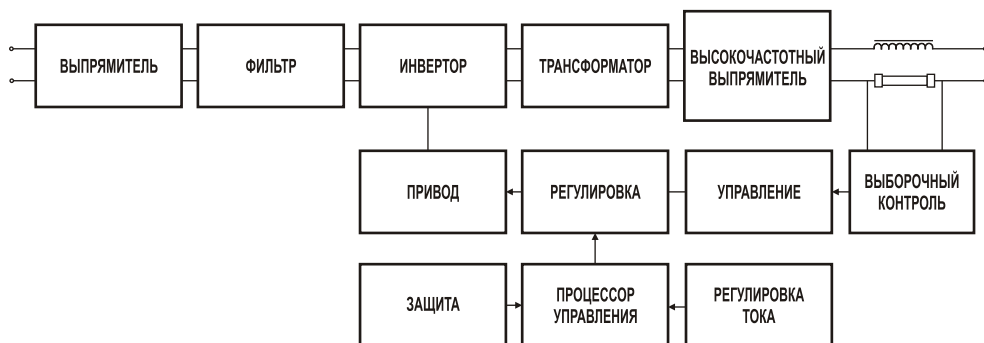 ВЫПРЯМИТЕЛЬ
ФИЛЬТР
ИНВЕРТОР
ТРАНСФОРМАТОР
ВЫСОКОЧАСТОТНЫЙ
ВЫПРЯМИТЕЛЬ
ПРИВОД
РЕГУЛИРОВКА
УПРАВЛЕНИЕ
ВЫБОРОЧНЫЙ
КОНТРОЛЬ
ЗАЩИТА
ПРОЦЕССОР
УПРАВЛЕНИЯ
РЕГУЛИРОВКА
ТОКА